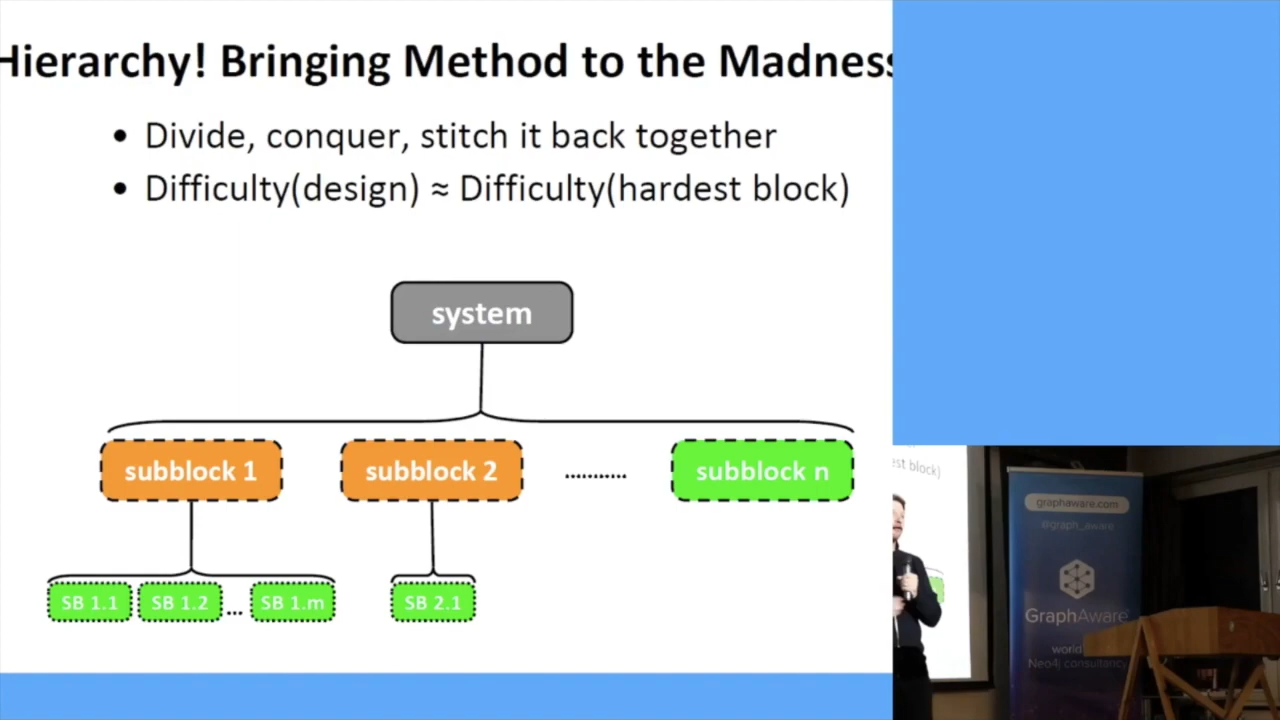 Hierarchy! Bringing Method to the Madness
• Divide, conquer, stitch it back together
• Difficulty(design) ≈ Difficulty(hardest block)
system
subblock 1
subblock 2
...........
subblock n
SB 1.1
SB 1.2
...
SB 1.m
SB 2.1
est block)
graphaware.com
@graph_aware
GraphAware
world
Neo4j consultancy